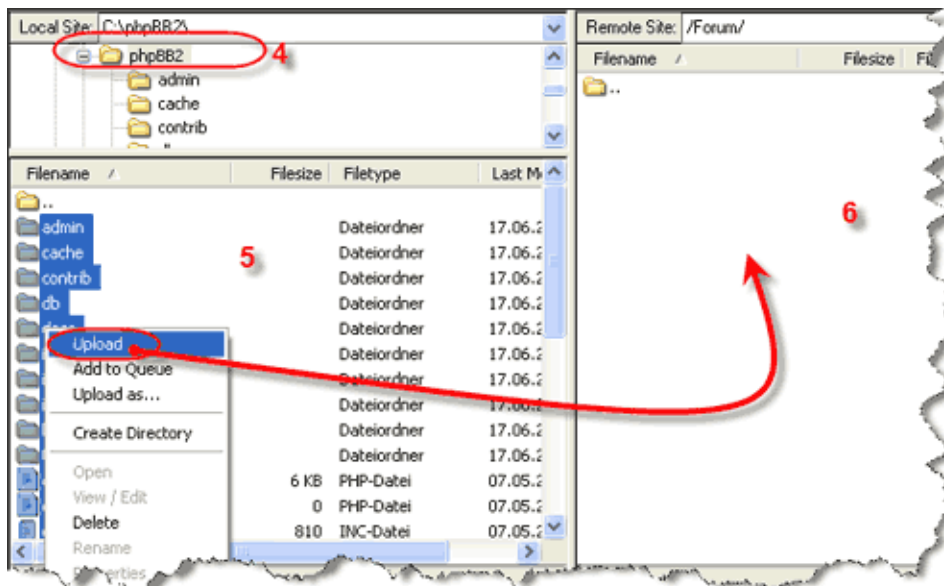 Local Site: C:\phpBB2\
phpBB2
4
admin
cache
contrib
Filename Filesize Filetype Last M
..
admin Dateiordner 17.06.2
cache Dateiordner 17.06.2
contrib Dateiordner 17.06.2
db Dateiordner 17.06.2
Dateiordner 17.06.2
Dateiordner 17.06.2
Dateiordner 17.06.2
Dateiordner 17.06.2
Dateiordner 17.06.2
Dateiordner 17.06.2
6 KB PHP-Datei 07.05.2
0 PHP-Datei 07.05.2
810 INC-Datei 07.05.2
5
Upload
Add to Queue
Upload as...
Create Directory
Open
View / Edit
Delete
Rename
Properties
Remote Site: /Forum/
Filename Filesize Fil
..
6